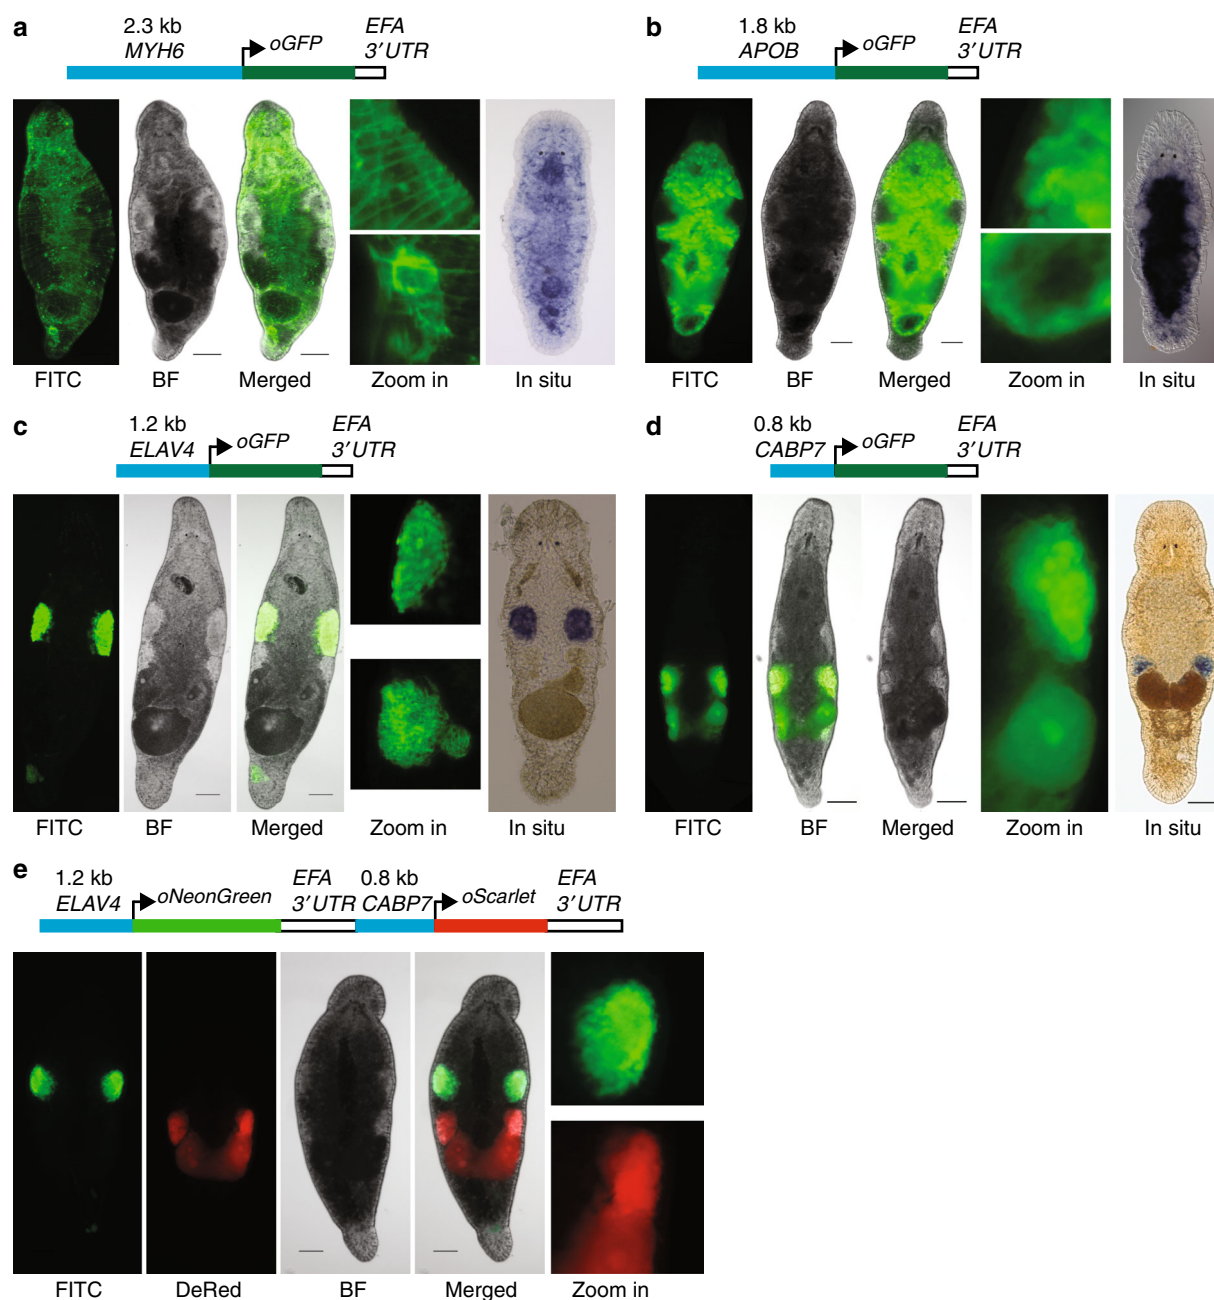 a
2.3 kb
MYH6
oGFP
EFA
3′UTR
FITC
BF
Merged
Zoom in
In situ
b
1.8 kb
APOB
oGFP
EFA
3′UTR
FITC
BF
Merged
Zoom in
In situ
c
1.2 kb
ELAV4
oGFP
EFA
3′UTR
FITC
BF
Merged
Zoom in
In situ
d
0.8 kb
CABP7
oGFP
EFA
3′UTR
FITC
BF
Merged
Zoom in
In situ
e
1.2 kb
ELAV4
oNeonGreen
EFA
3′UTR
0.8 kb
CABP7
oScarlet
EFA
3′UTR
FITC
DeRed
BF
Merged
Zoom in